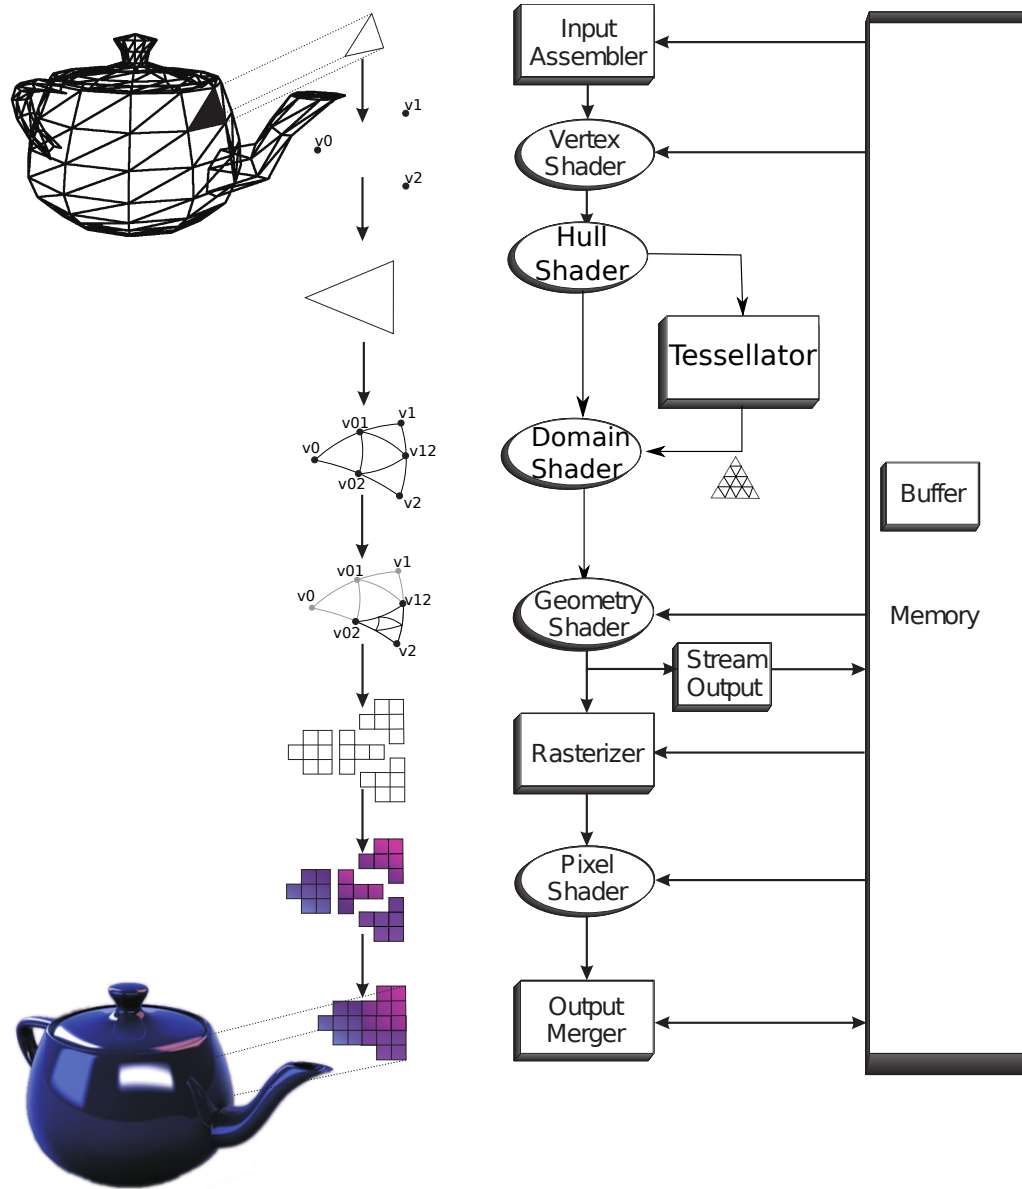 Input
Assembler
v1
v0
Vertex
Shader
v2
Hull
Shader
Tessellator
v1
v01
v0
v12
v02
v2
Domain
Shader
Buffer
v1
v01
v0
v12
v02
v2
Geometry
Shader
Memory
Stream
Output
Rasterizer
Pixel
Shader
Output
Merger